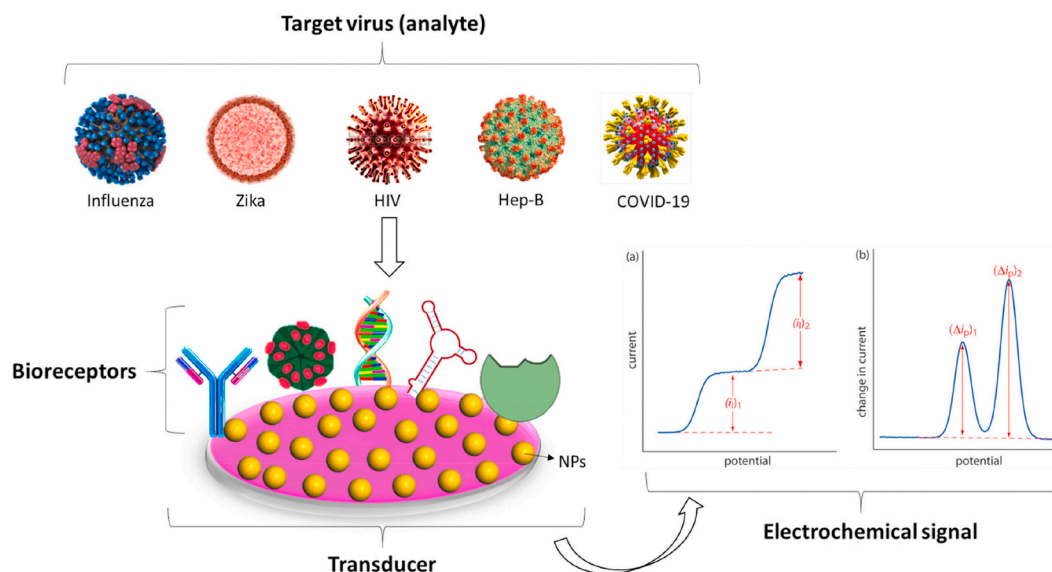 Target virus (analyte)
Influenza
Zika
HIV
Hep-B
COVID-19
Bioreceptors
NPs
Transducer
(a)
current
(iₗ)₁
(iₗ)₂
potential
(b)
change in current
(Δiₚ)₁
(Δiₚ)₂
potential
Electrochemical signal